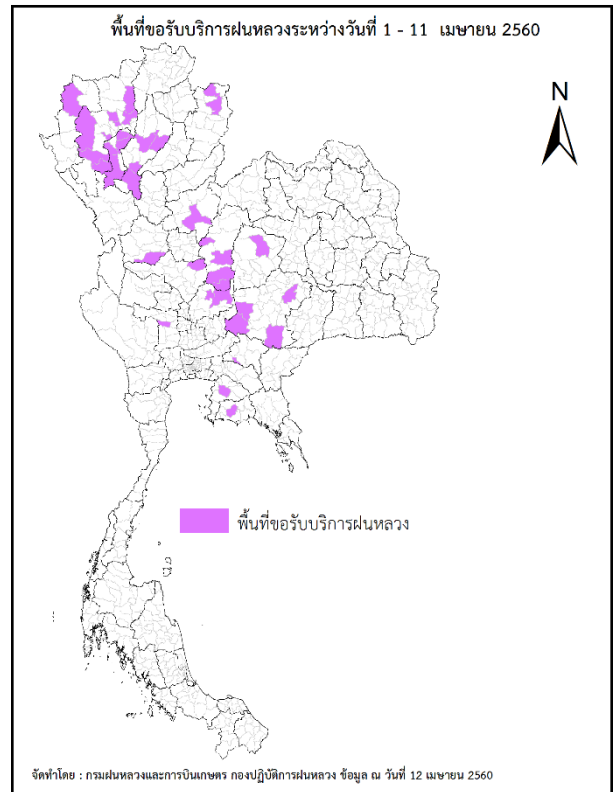 พื้นที่ขอรับบริการฝนหลวงระหว่างวันที่ 1 - 11 เมษายน 2560
N
พื้นที่ขอรับบริการฝนหลวง
จัดทำโดย : กรมฝนหลวงและการบินเกษตร กองปฏิบัติการฝนหลวง ข้อมูล ณ วันที่ 12 เมษายน 2560